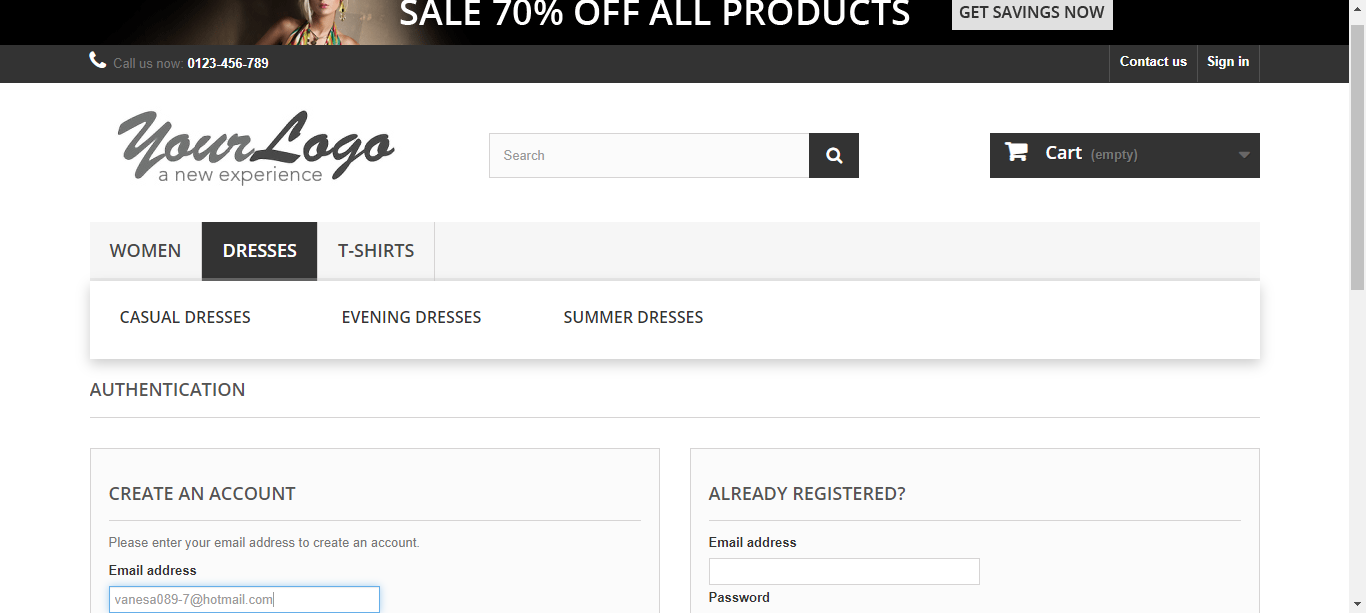 SALE 70% OFF ALL PRODUCTS GET SAVINGS NOW
Call us now: 0123-456-789 Contact us Sign in
Your Logo
a new experience
Search
Cart (empty)
WOMEN DRESSES T-SHIRTS
CASUAL DRESSES EVENING DRESSES SUMMER DRESSES
AUTHENTICATION
CREATE AN ACCOUNT
Please enter your email address to create an account.
Email address
vanesa089-7@hotmail.com
ALREADY REGISTERED?
Email address
Password